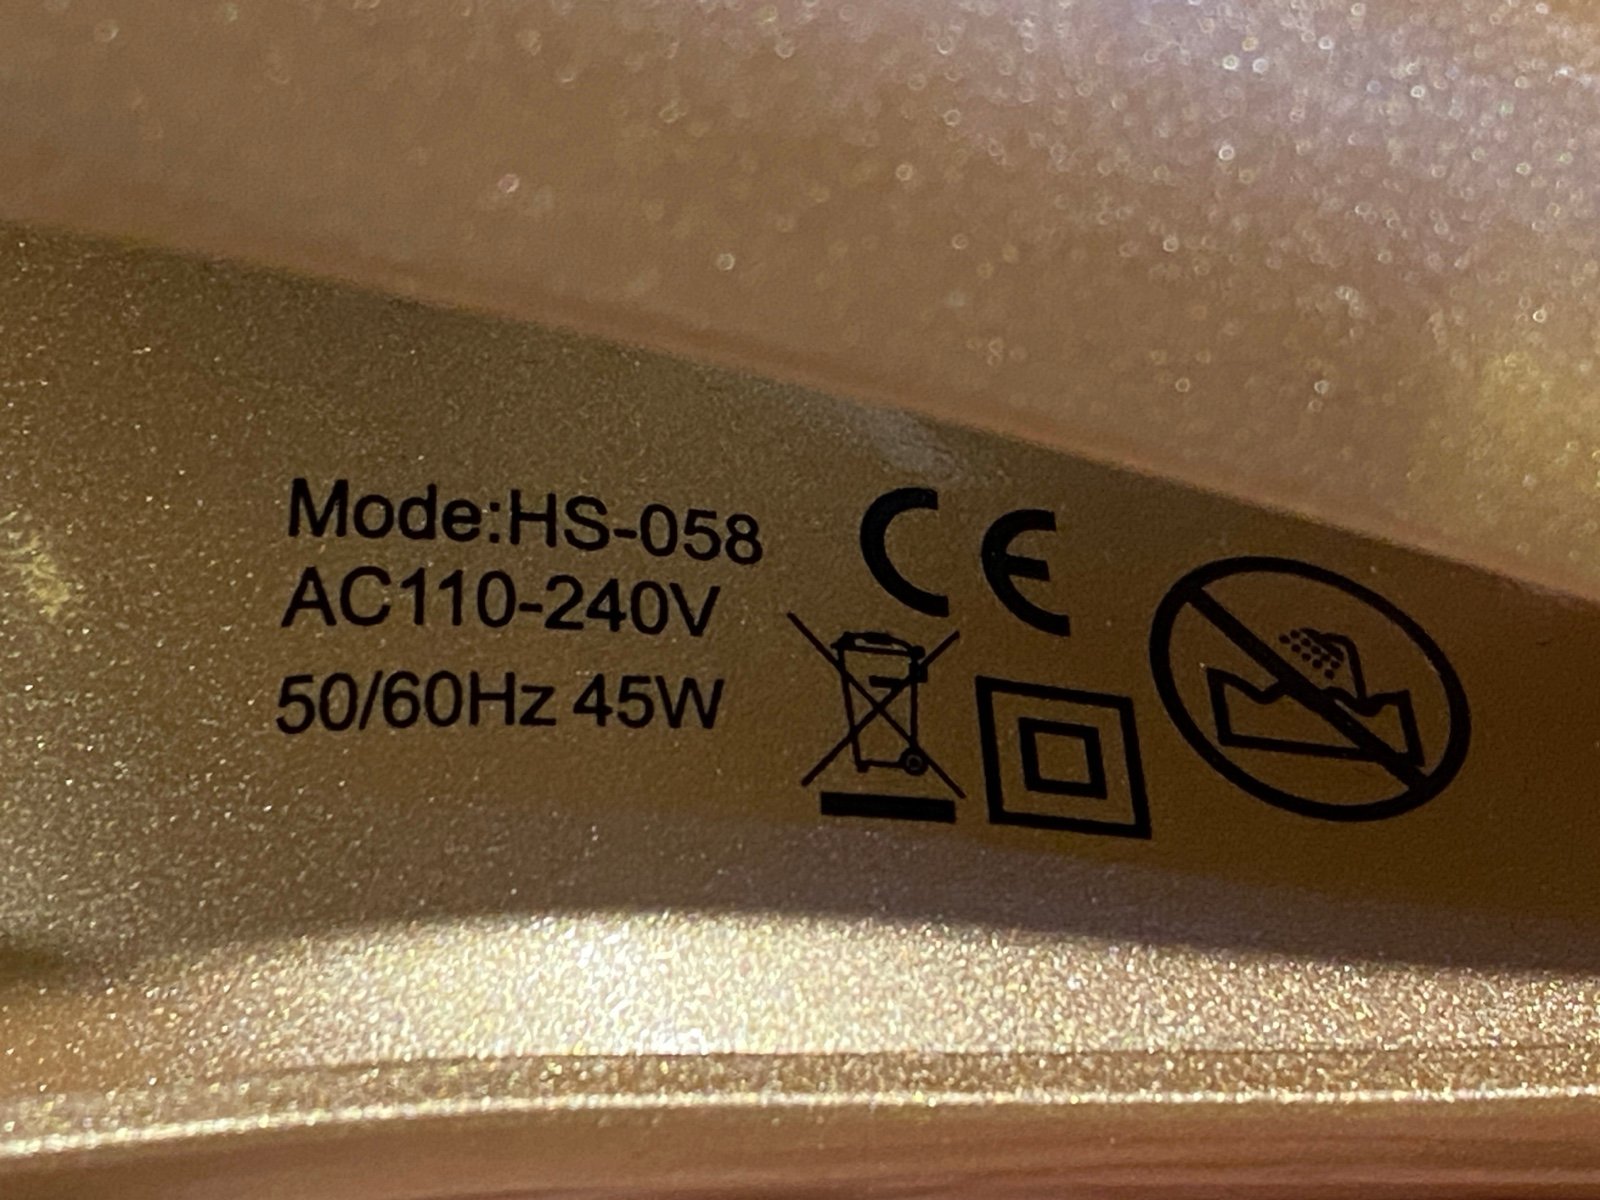 Mode:HS-058
AC110-240V
50/60Hz 45W
CE